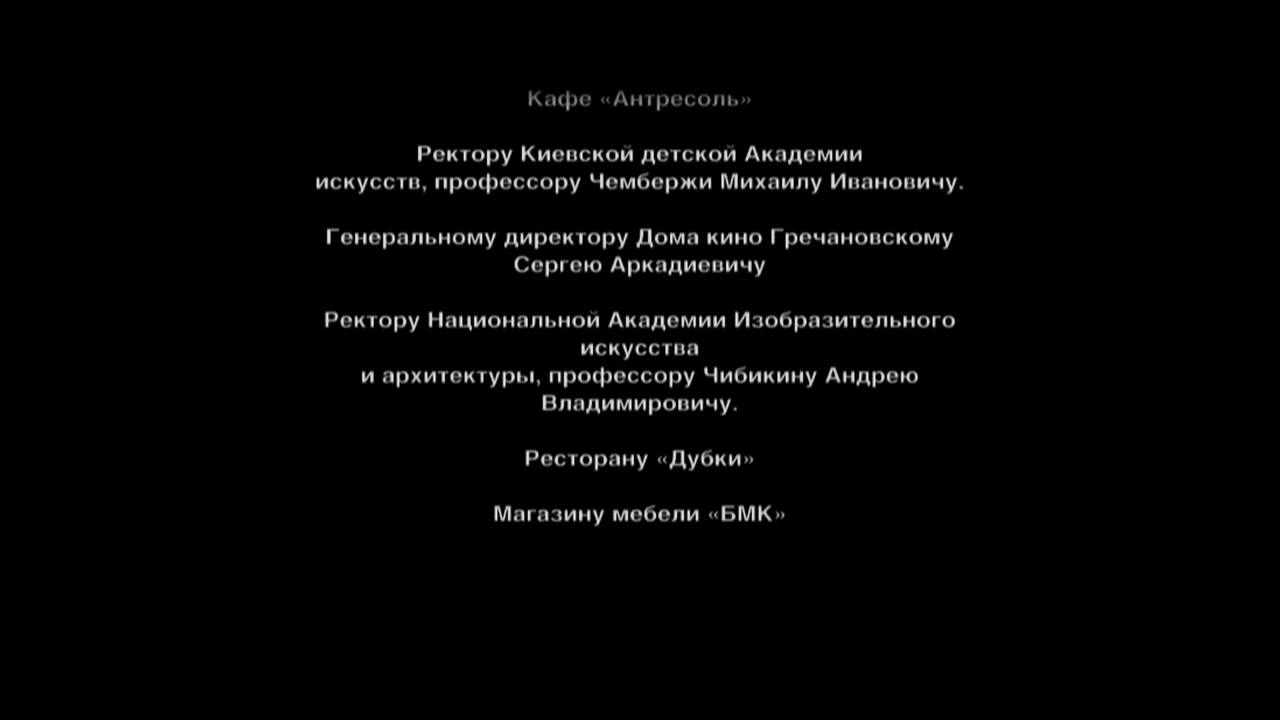 Кафе «Антресоль»
Ректору Киевской детской Академии
искусств, профессору Чембержи Михаилу Ивановичу.
Генеральному директору Дома кино Гречановскому
Сергею Аркадиевичу
Ректору Национальной Академии Изобразительного
искусства
и архитектуры, профессору Чибикину Андрею
Владимировичу.
Ресторану «Дубки»
Магазину мебели «БМК»